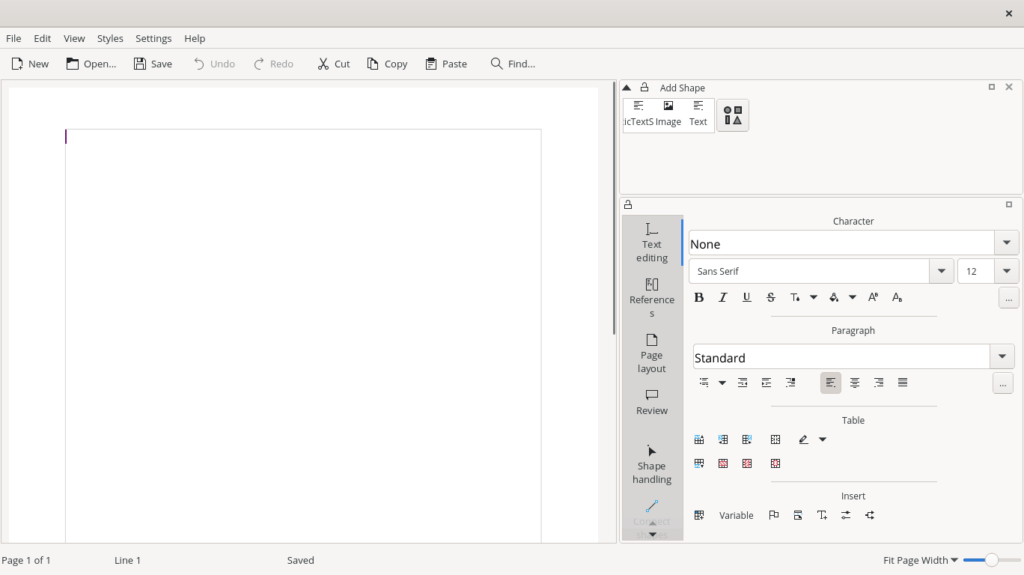 File Edit View Styles Settings Help
New Open... Save Undo Redo Cut Copy Paste Find...
Add Shape
icTextS Image Text
Character
None
Sans Serif 12
...
Paragraph
Standard
...
Table
Insert
Variable
Text
editing
Reference
s
Page
layout
Review
Shape
handling
Connect
Page 1 of 1 Line 1 Saved Fit Page Width